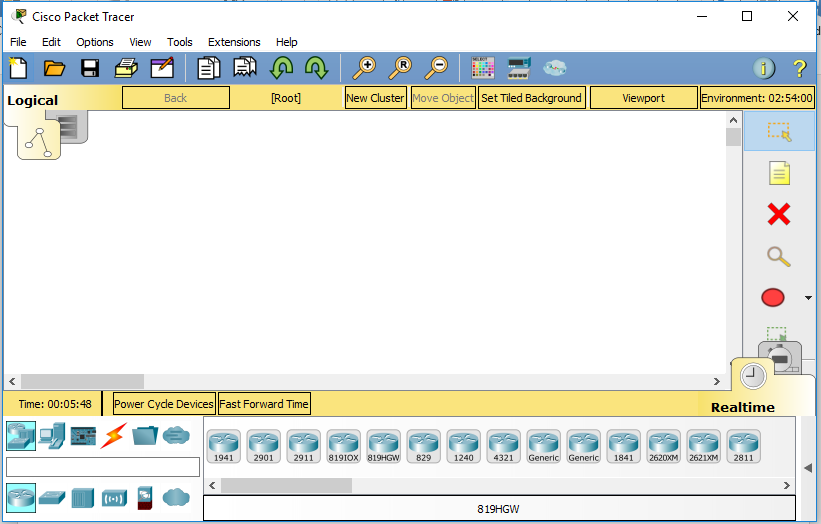 Cisco Packet Tracer
File Edit Options View Tools Extensions Help
Logical Back [Root] New Cluster Move Object Set Tiled Background Viewport Environment: 02:54:00
Time: 00:05:48 Power Cycle Devices Fast Forward Time Realtime
1941 2901 2911 819IOX 819HGW 829 1240 4321 Generic Generic 1841 2620XM 2621XM 2811
819HGW